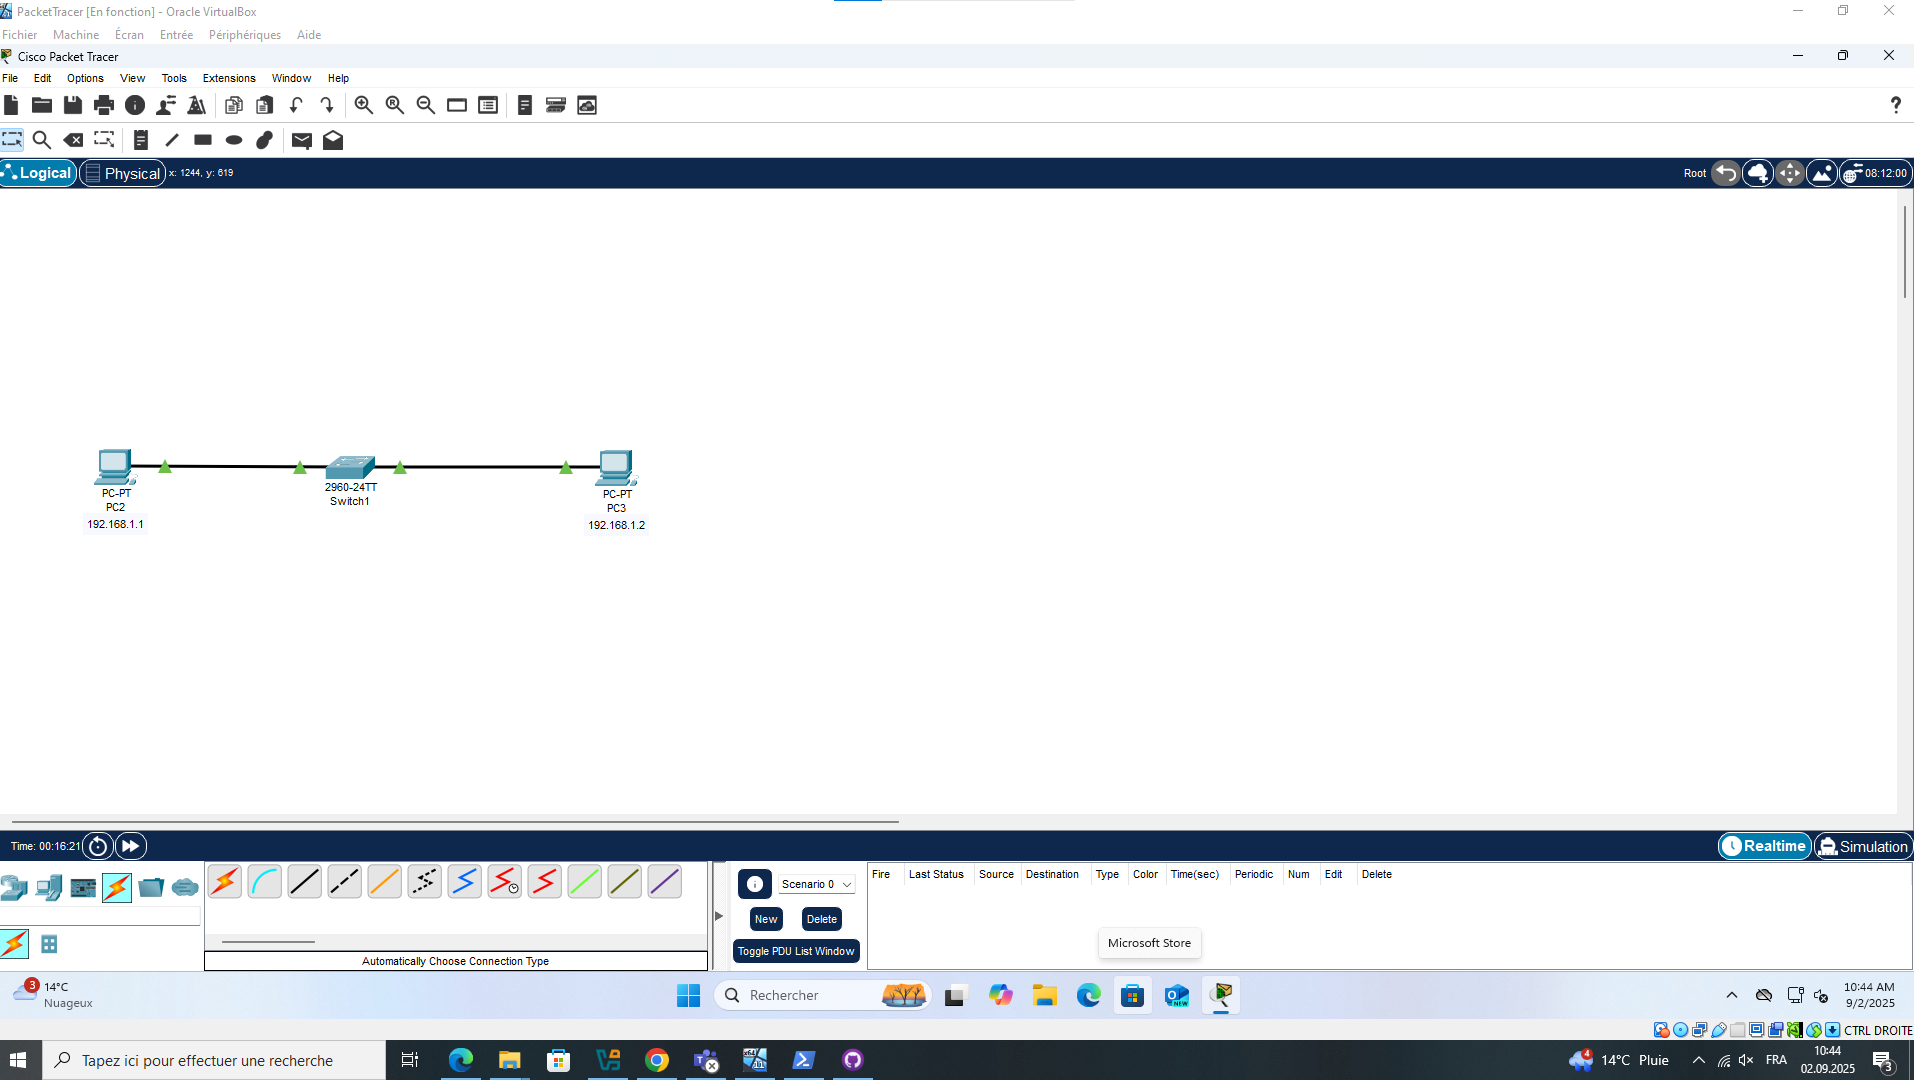 PacketTracer [En fonction] - Oracle VirtualBox
Fichier Machine Écran Entrée Périphériques Aide
Cisco Packet Tracer
File Edit Options View Tools Extensions Window Help
Logical Physical x: 1244, y: 619 Root 08:12:00
PC-PT
PC2
192.168.1.1
2960-24TT
Switch1
PC-PT
PC3
192.168.1.2
Time: 00:16:21 Realtime Simulation
Scenario 0
New Delete
Toggle PDU List Window
Fire Last Status Source Destination Type Color Time(sec) Periodic Num Edit Delete
Microsoft Store
Automatically Choose Connection Type
3 14°C
Nuageux
Rechercher
NEW
10:44 AM
9/2/2025
CTRL DROITE
Tapez ici pour effectuer une recherche
4 14°C Pluie
FRA
10:44
02.09.2025
3